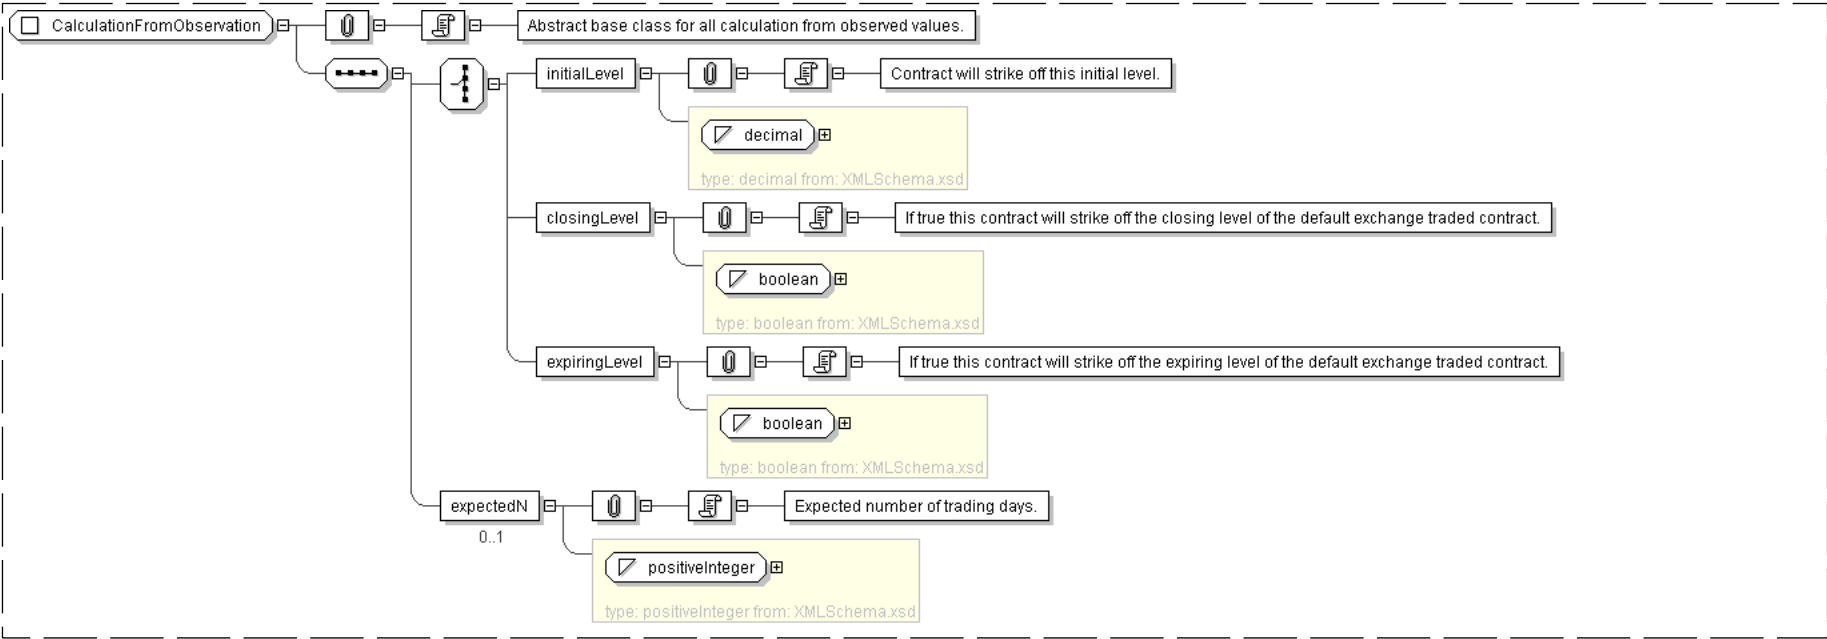 CalculationFromObservation
Abstract base class for all calculation from observed values.
initialLevel
Contract will strike off this initial level.
decimal
type: decimal from: XMLSchema.xsd
closingLevel
If true this contract will strike off the closing level of the default exchange traded contract.
boolean
type: boolean from: XMLSchema.xsd
expiringLevel
If true this contract will strike off the expiring level of the default exchange traded contract.
boolean
type: boolean from: XMLSchema.xsd
expectedN
Expected number of trading days.
0..1
positiveInteger
type: positiveInteger from: XMLSchema.xsd